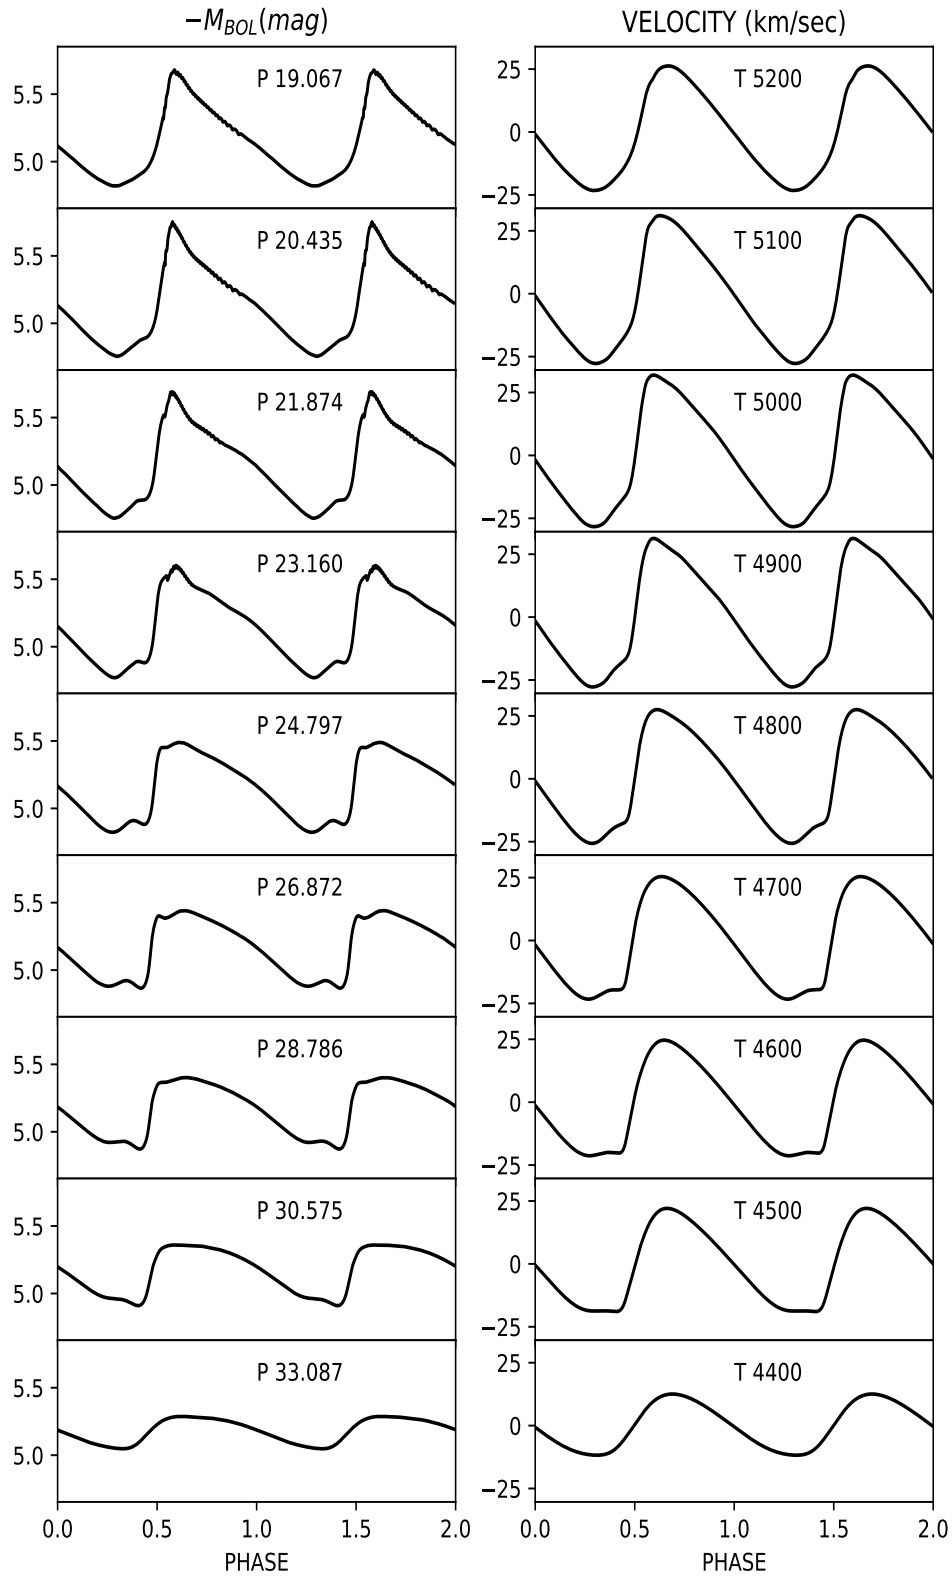 −M_BOL(mag) VELOCITY (km/sec)
5.5 P 19.067 25 T 5200
5.0 0
−25
5.5 P 20.435 25 T 5100
5.0 0
−25
5.5 P 21.874 25 T 5000
5.0 0
−25
5.5 P 23.160 25 T 4900
5.0 0
−25
5.5 P 24.797 25 T 4800
5.0 0
−25
5.5 P 26.872 25 T 4700
5.0 0
−25
5.5 P 28.786 25 T 4600
5.0 0
−25
5.5 P 30.575 25 T 4500
5.0 0
−25
5.5 P 33.087 25 T 4400
5.0 0
−25
0.0 0.5 1.0 1.5 2.0 0.0 0.5 1.0 1.5 2.0
PHASE PHASE